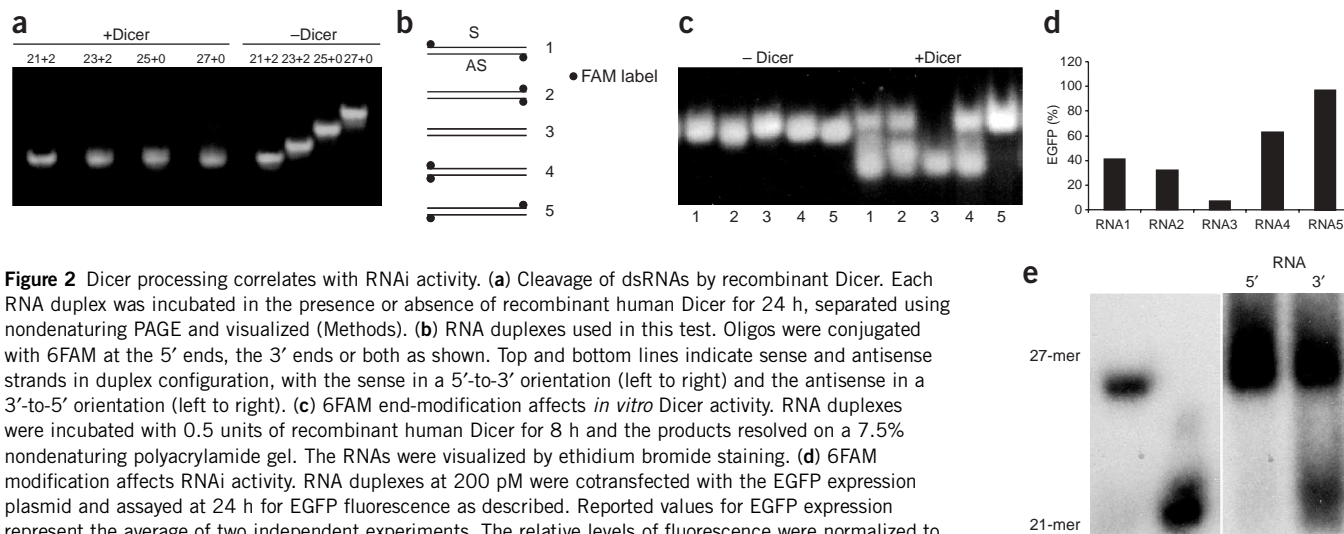 a
+Dicer –Dicer
21+2 23+2 25+0 27+0 21+2 23+2 25+0 27+0
b
S
AS
1
2
3
4
5
FAM label
c
– Dicer +Dicer
1 2 3 4 5 1 2 3 4 5
d
EGFP (%)
120
100
80
60
40
20
0
RNA1 RNA2 RNA3 RNA4 RNA5
Figure 2 Dicer processing correlates with RNAi activity. (a) Cleavage of dsRNAs by recombinant Dicer. Each
RNA duplex was incubated in the presence or absence of recombinant human Dicer for 24 h, separated using
nondenaturing PAGE and visualized (Methods). (b) RNA duplexes used in this test. Oligos were conjugated
with 6FAM at the 5′ ends, the 3′ ends or both as shown. Top and bottom lines indicate sense and antisense
strands in duplex configuration, with the sense in a 5′-to-3′ orientation (left to right) and the antisense in a
3′-to-5′ orientation (left to right). (c) 6FAM end-modification affects in vitro Dicer activity. RNA duplexes
were incubated with 0.5 units of recombinant human Dicer for 8 h and the products resolved on a 7.5%
nondenaturing polyacrylamide gel. The RNAs were visualized by ethidium bromide staining. (d) 6FAM
modification affects RNAi activity. RNA duplexes at 200 pM were cotransfected with the EGFP expression
plasmid and assayed at 24 h for EGFP fluorescence as described. Reported values for EGFP expression
represent the average of two independent experiments. The relative levels of fluorescence were normalized to
e
RNA
5′ 3′
27-mer
21-mer